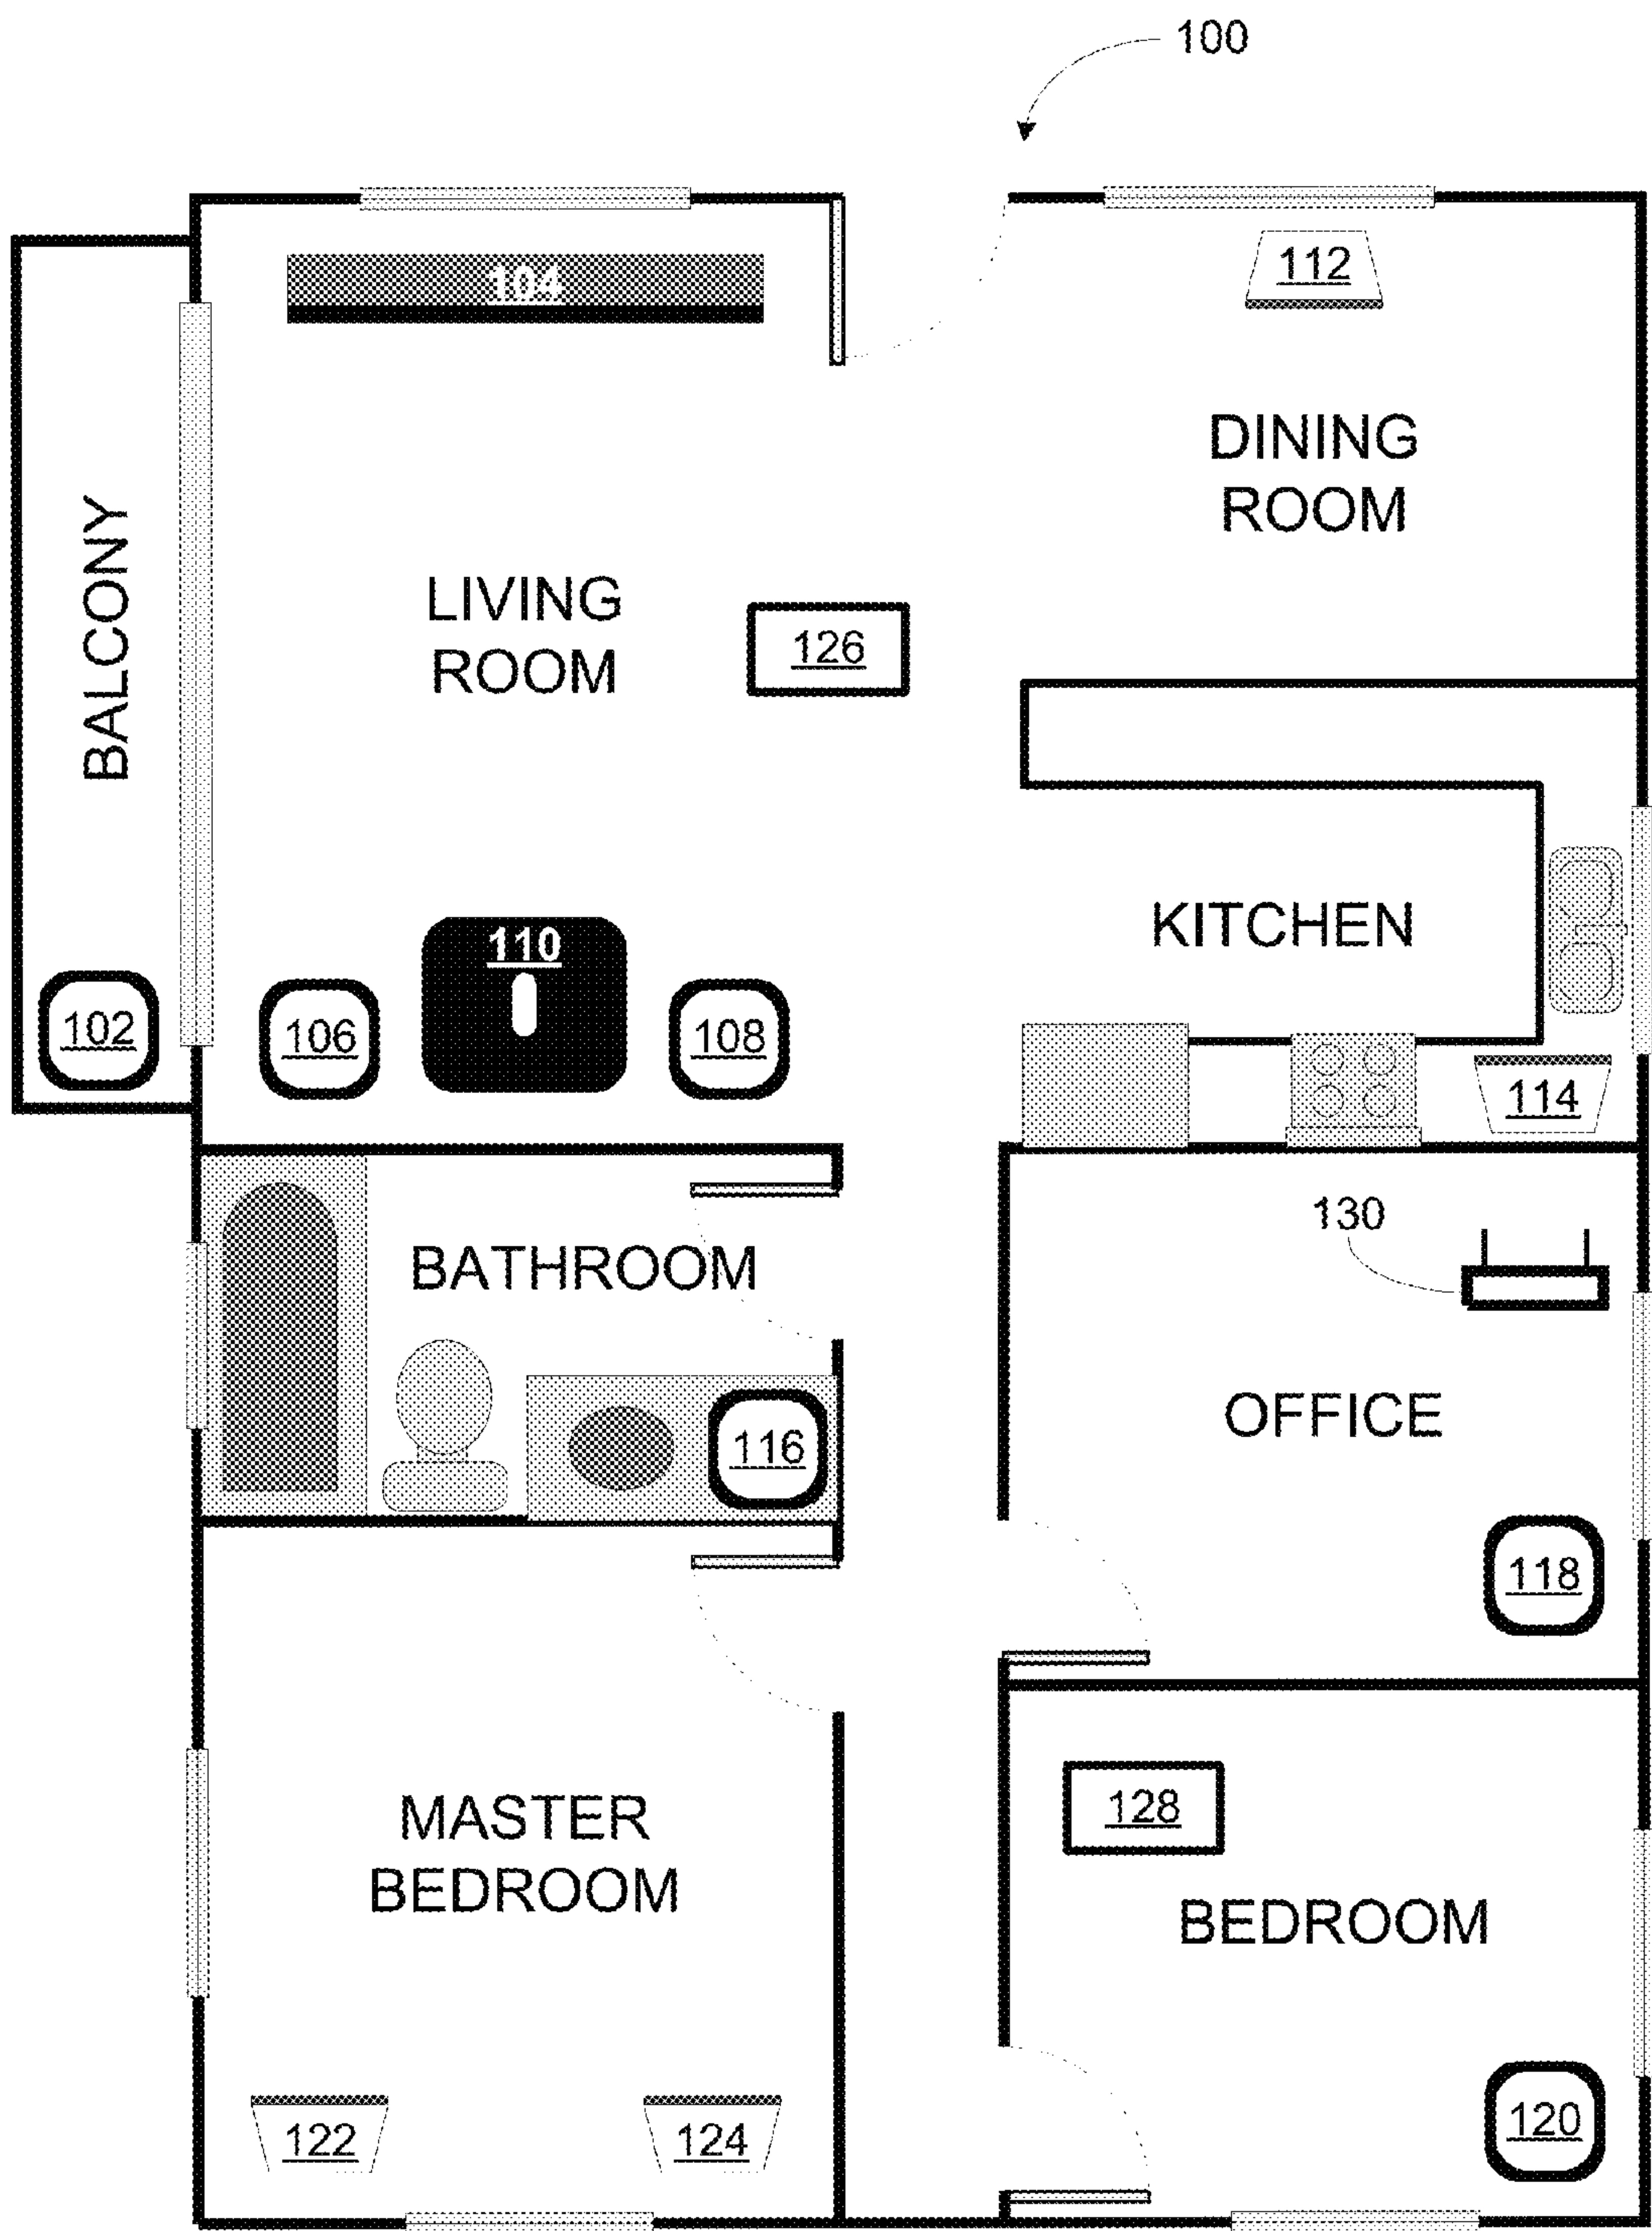 100
104
112
DINING
ROOM
BALCONY
LIVING
ROOM
126
KITCHEN
110
102
106
108
114
130
BATHROOM
OFFICE
116
118
MASTER
BEDROOM
128
BEDROOM
122
124
120